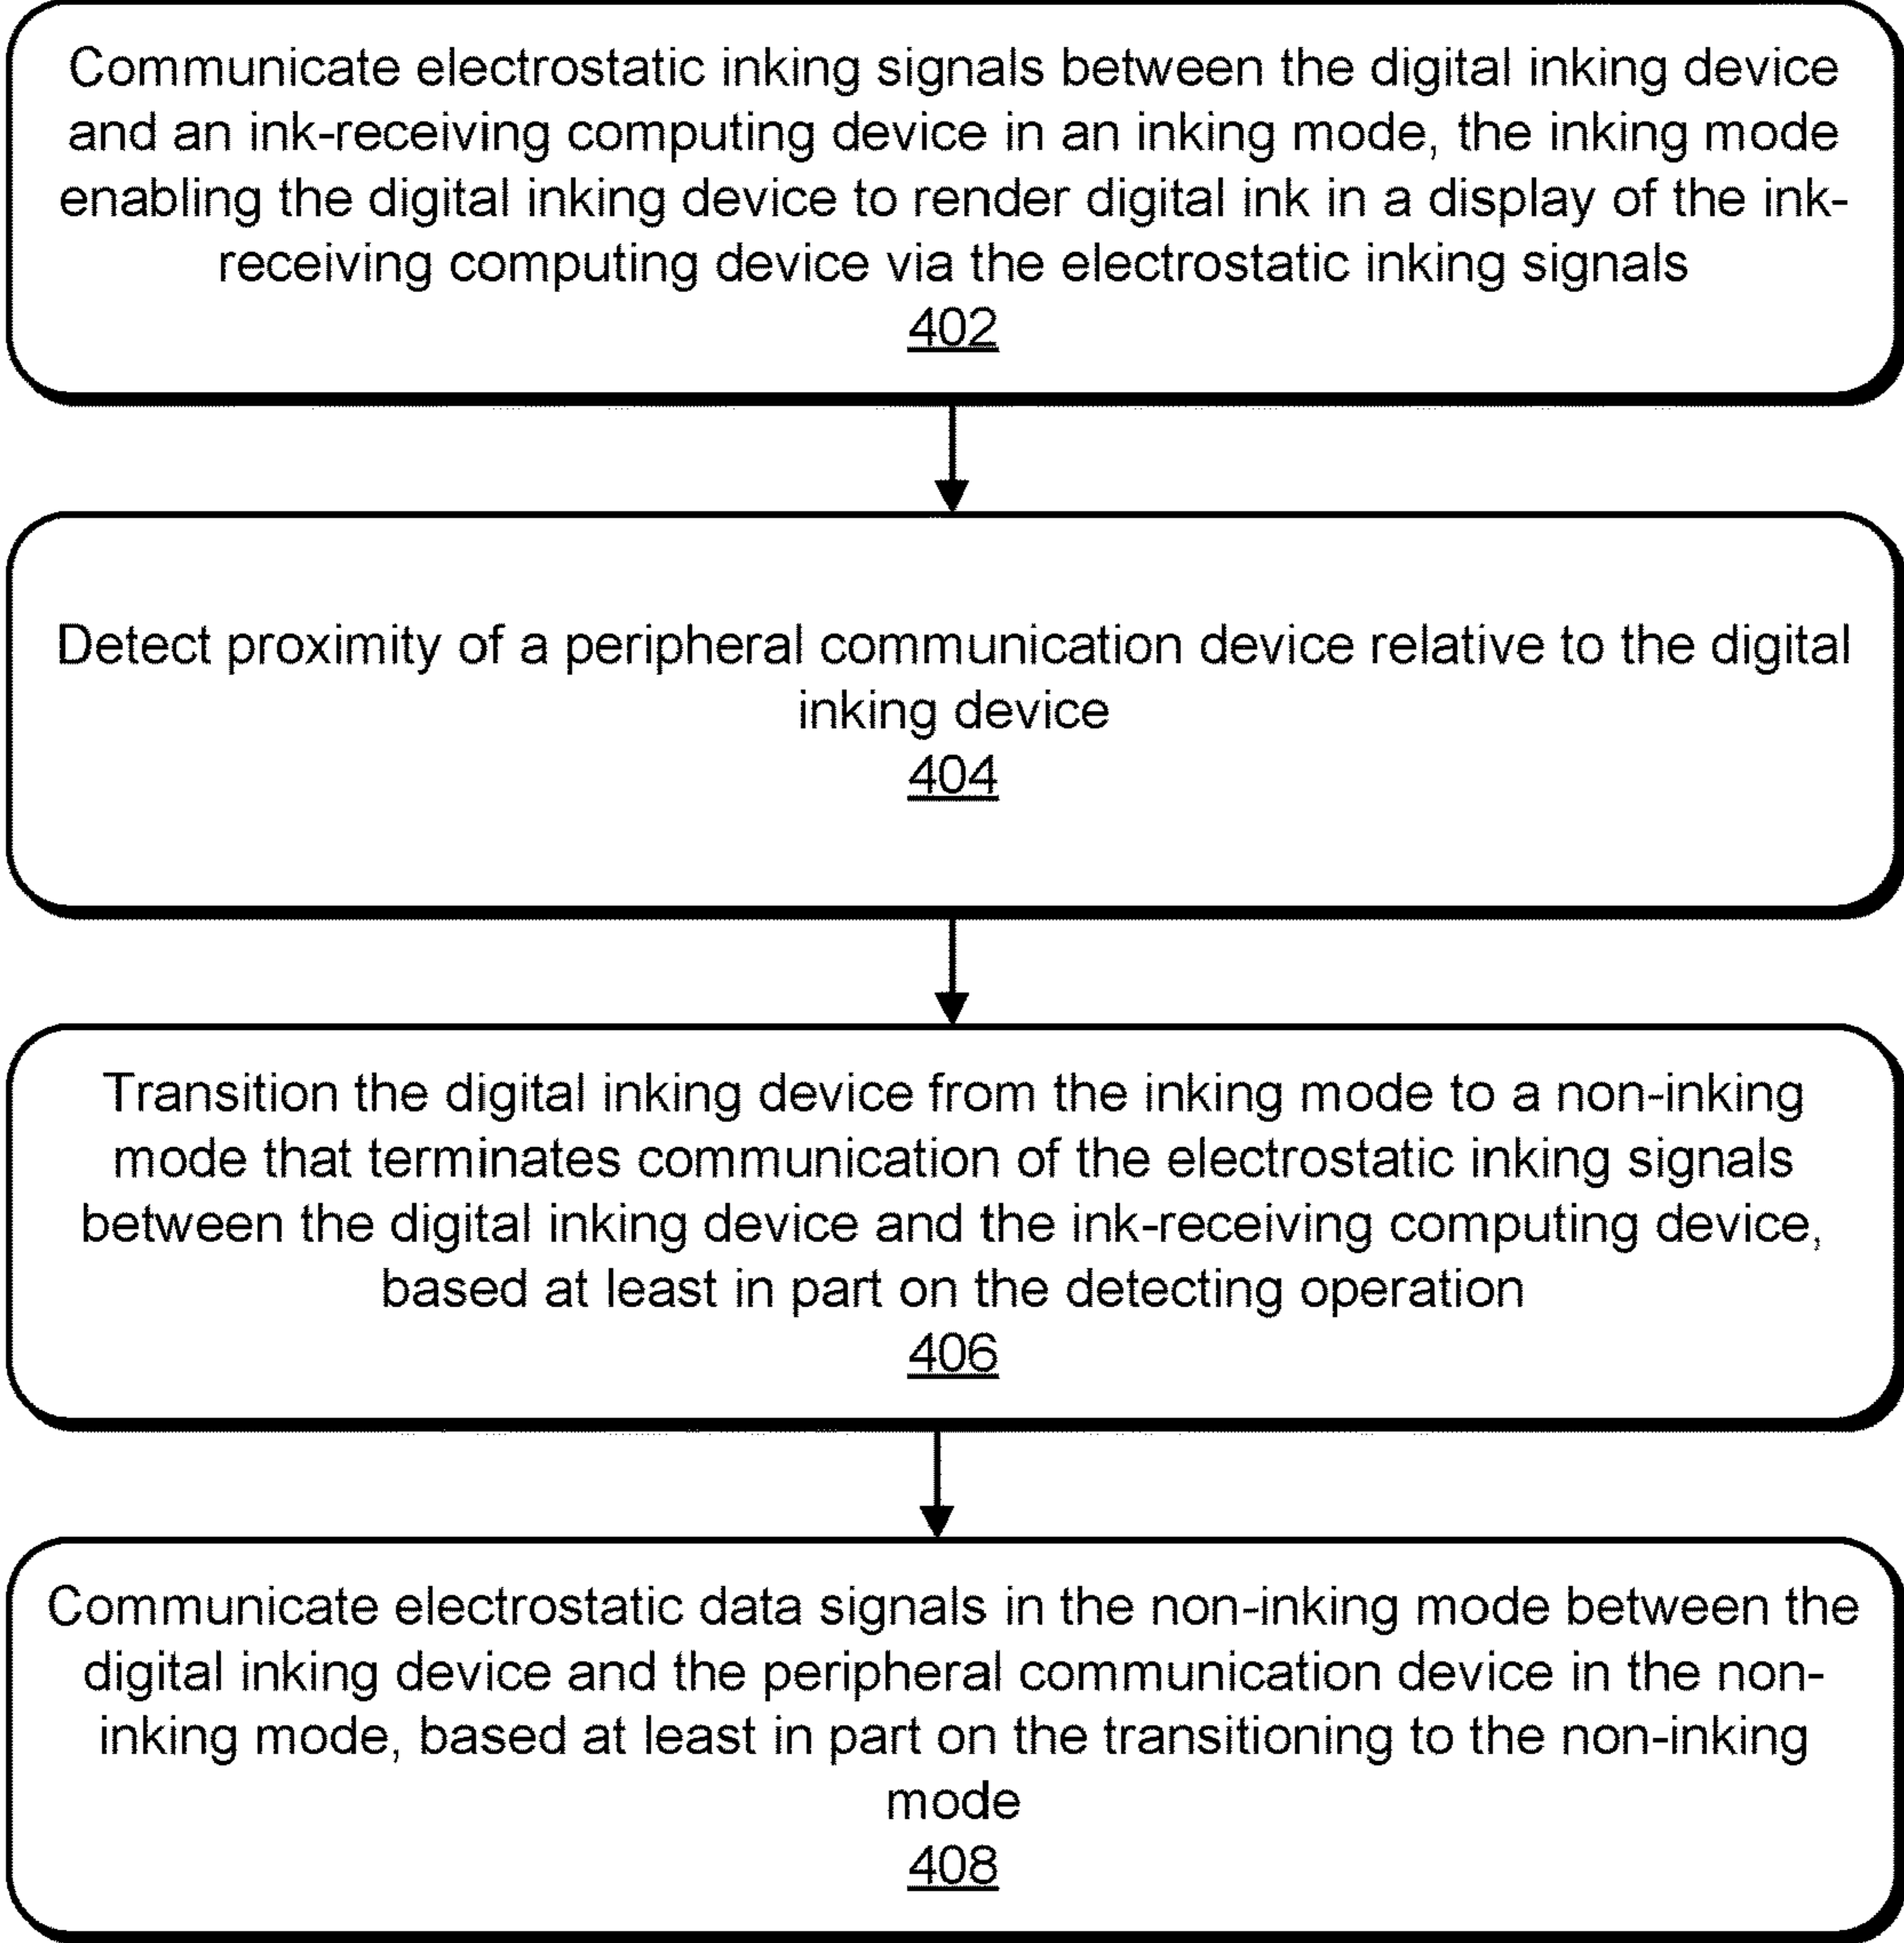 Communicate electrostatic inking signals between the digital inking device
and an ink-receiving computing device in an inking mode, the inking mode
enabling the digital inking device to render digital ink in a display of the ink-
receiving computing device via the electrostatic inking signals
402
Detect proximity of a peripheral communication device relative to the digital
inking device
404
Transition the digital inking device from the inking mode to a non-inking
mode that terminates communication of the electrostatic inking signals
between the digital inking device and the ink-receiving computing device,
based at least in part on the detecting operation
406
Communicate electrostatic data signals in the non-inking mode between the
digital inking device and the peripheral communication device in the non-
inking mode, based at least in part on the transitioning to the non-inking
mode
408